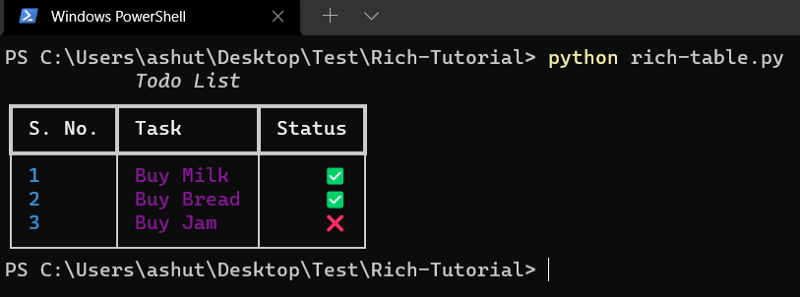 Windows PowerShell
PS C:\Users\ashut\Desktop\Test\Rich-Tutorial> python rich-table.py
Todo List
S. No. Task Status
1 Buy Milk ✅
2 Buy Bread ✅
3 Buy Jam ❌
PS C:\Users\ashut\Desktop\Test\Rich-Tutorial>